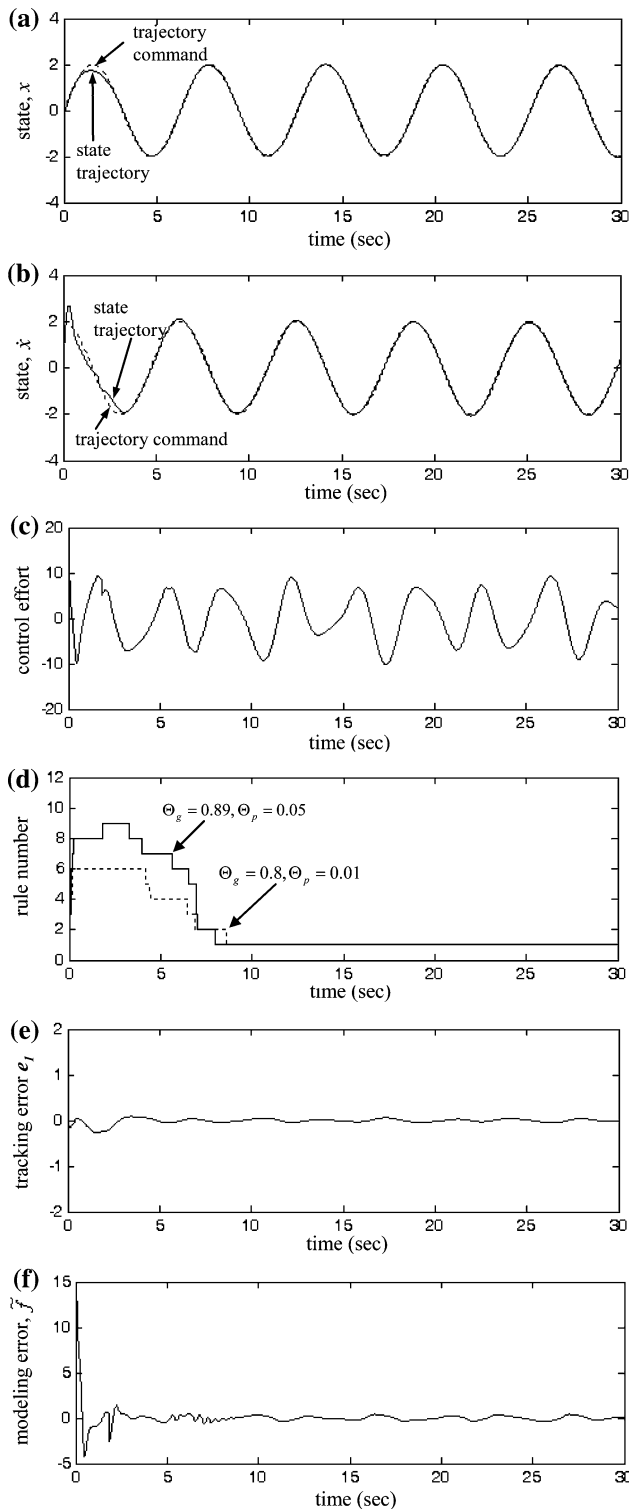 (a)
4
2
0
-2
-4
state, x
trajectory
command
state
trajectory
0 5 10 15 20 25 30
time (sec)
(b)
4
2
0
-2
-4
state, ẋ
state
trajectory
trajectory command
0 5 10 15 20 25 30
time (sec)
(c)
20
10
0
-10
-20
control effort
0 5 10 15 20 25 30
time (sec)
(d)
12
10
8
6
4
2
0
rule number
Θg = 0.89, Θp = 0.05
Θg = 0.8, Θp = 0.01
0 5 10 15 20 25 30
time (sec)
(e)
2
1
0
-1
-2
tracking error eI
0 5 10 15 20 25 30
time (sec)
(f)
15
10
5
0
-5
modeling error, f̃
0 5 10 15 20 25 30
time (sec)